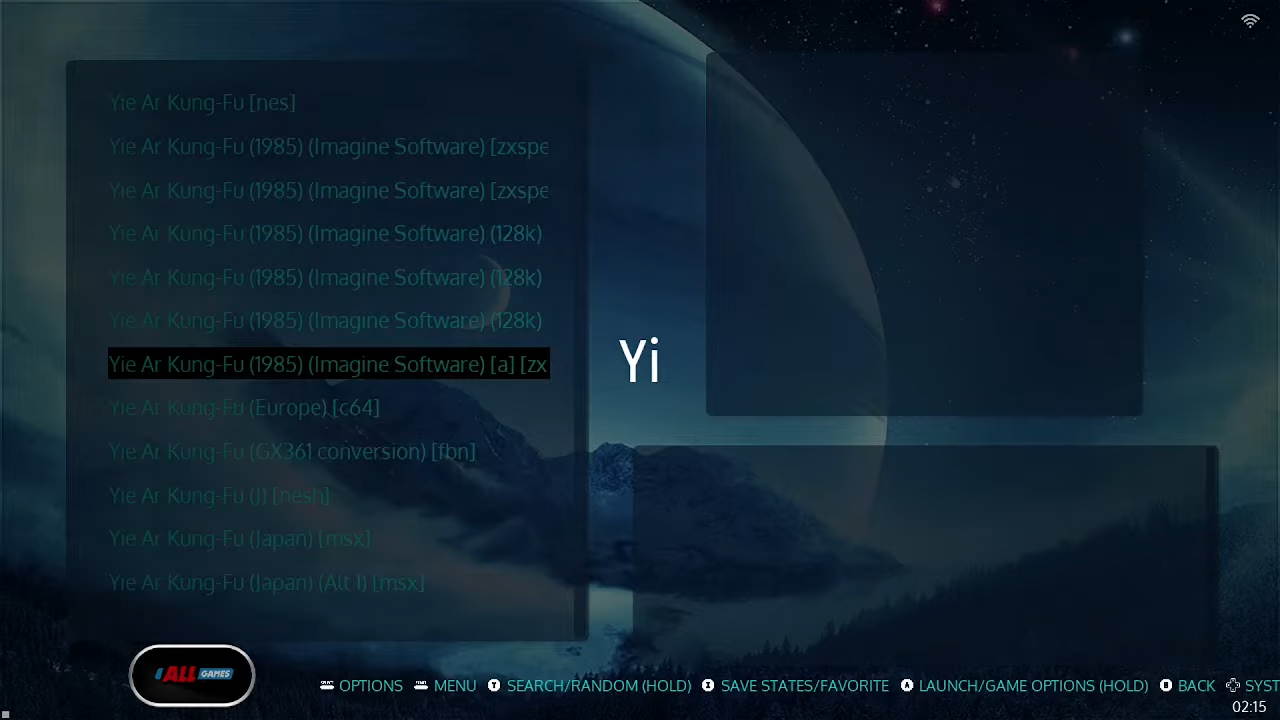 Yie Ar Kung-Fu [nes]
Yie Ar Kung-Fu (1985) (Imagine Software) [zxspe
Yie Ar Kung-Fu (1985) (Imagine Software) [zxspe
Yie Ar Kung-Fu (1985) (Imagine Software) (128k)
Yie Ar Kung-Fu (1985) (Imagine Software) (128k)
Yie Ar Kung-Fu (1985) (Imagine Software) (128k)
Yie Ar Kung-Fu (1985) (Imagine Software) [a] [zx
Yie Ar Kung-Fu (Europe) [c64]
Yie Ar Kung-Fu (GX361 conversion) [fbn]
Yie Ar Kung-Fu (J) [nesh]
Yie Ar Kung-Fu (Japan) [msx]
Yie Ar Kung-Fu (Japan) (Alt 1) [msx]
Yi
ALL GAMES
OPTIONS MENU Y SEARCH/RANDOM (HOLD) X SAVE STATES/FAVORITE A LAUNCH/GAME OPTIONS (HOLD) B BACK SYST
02:15